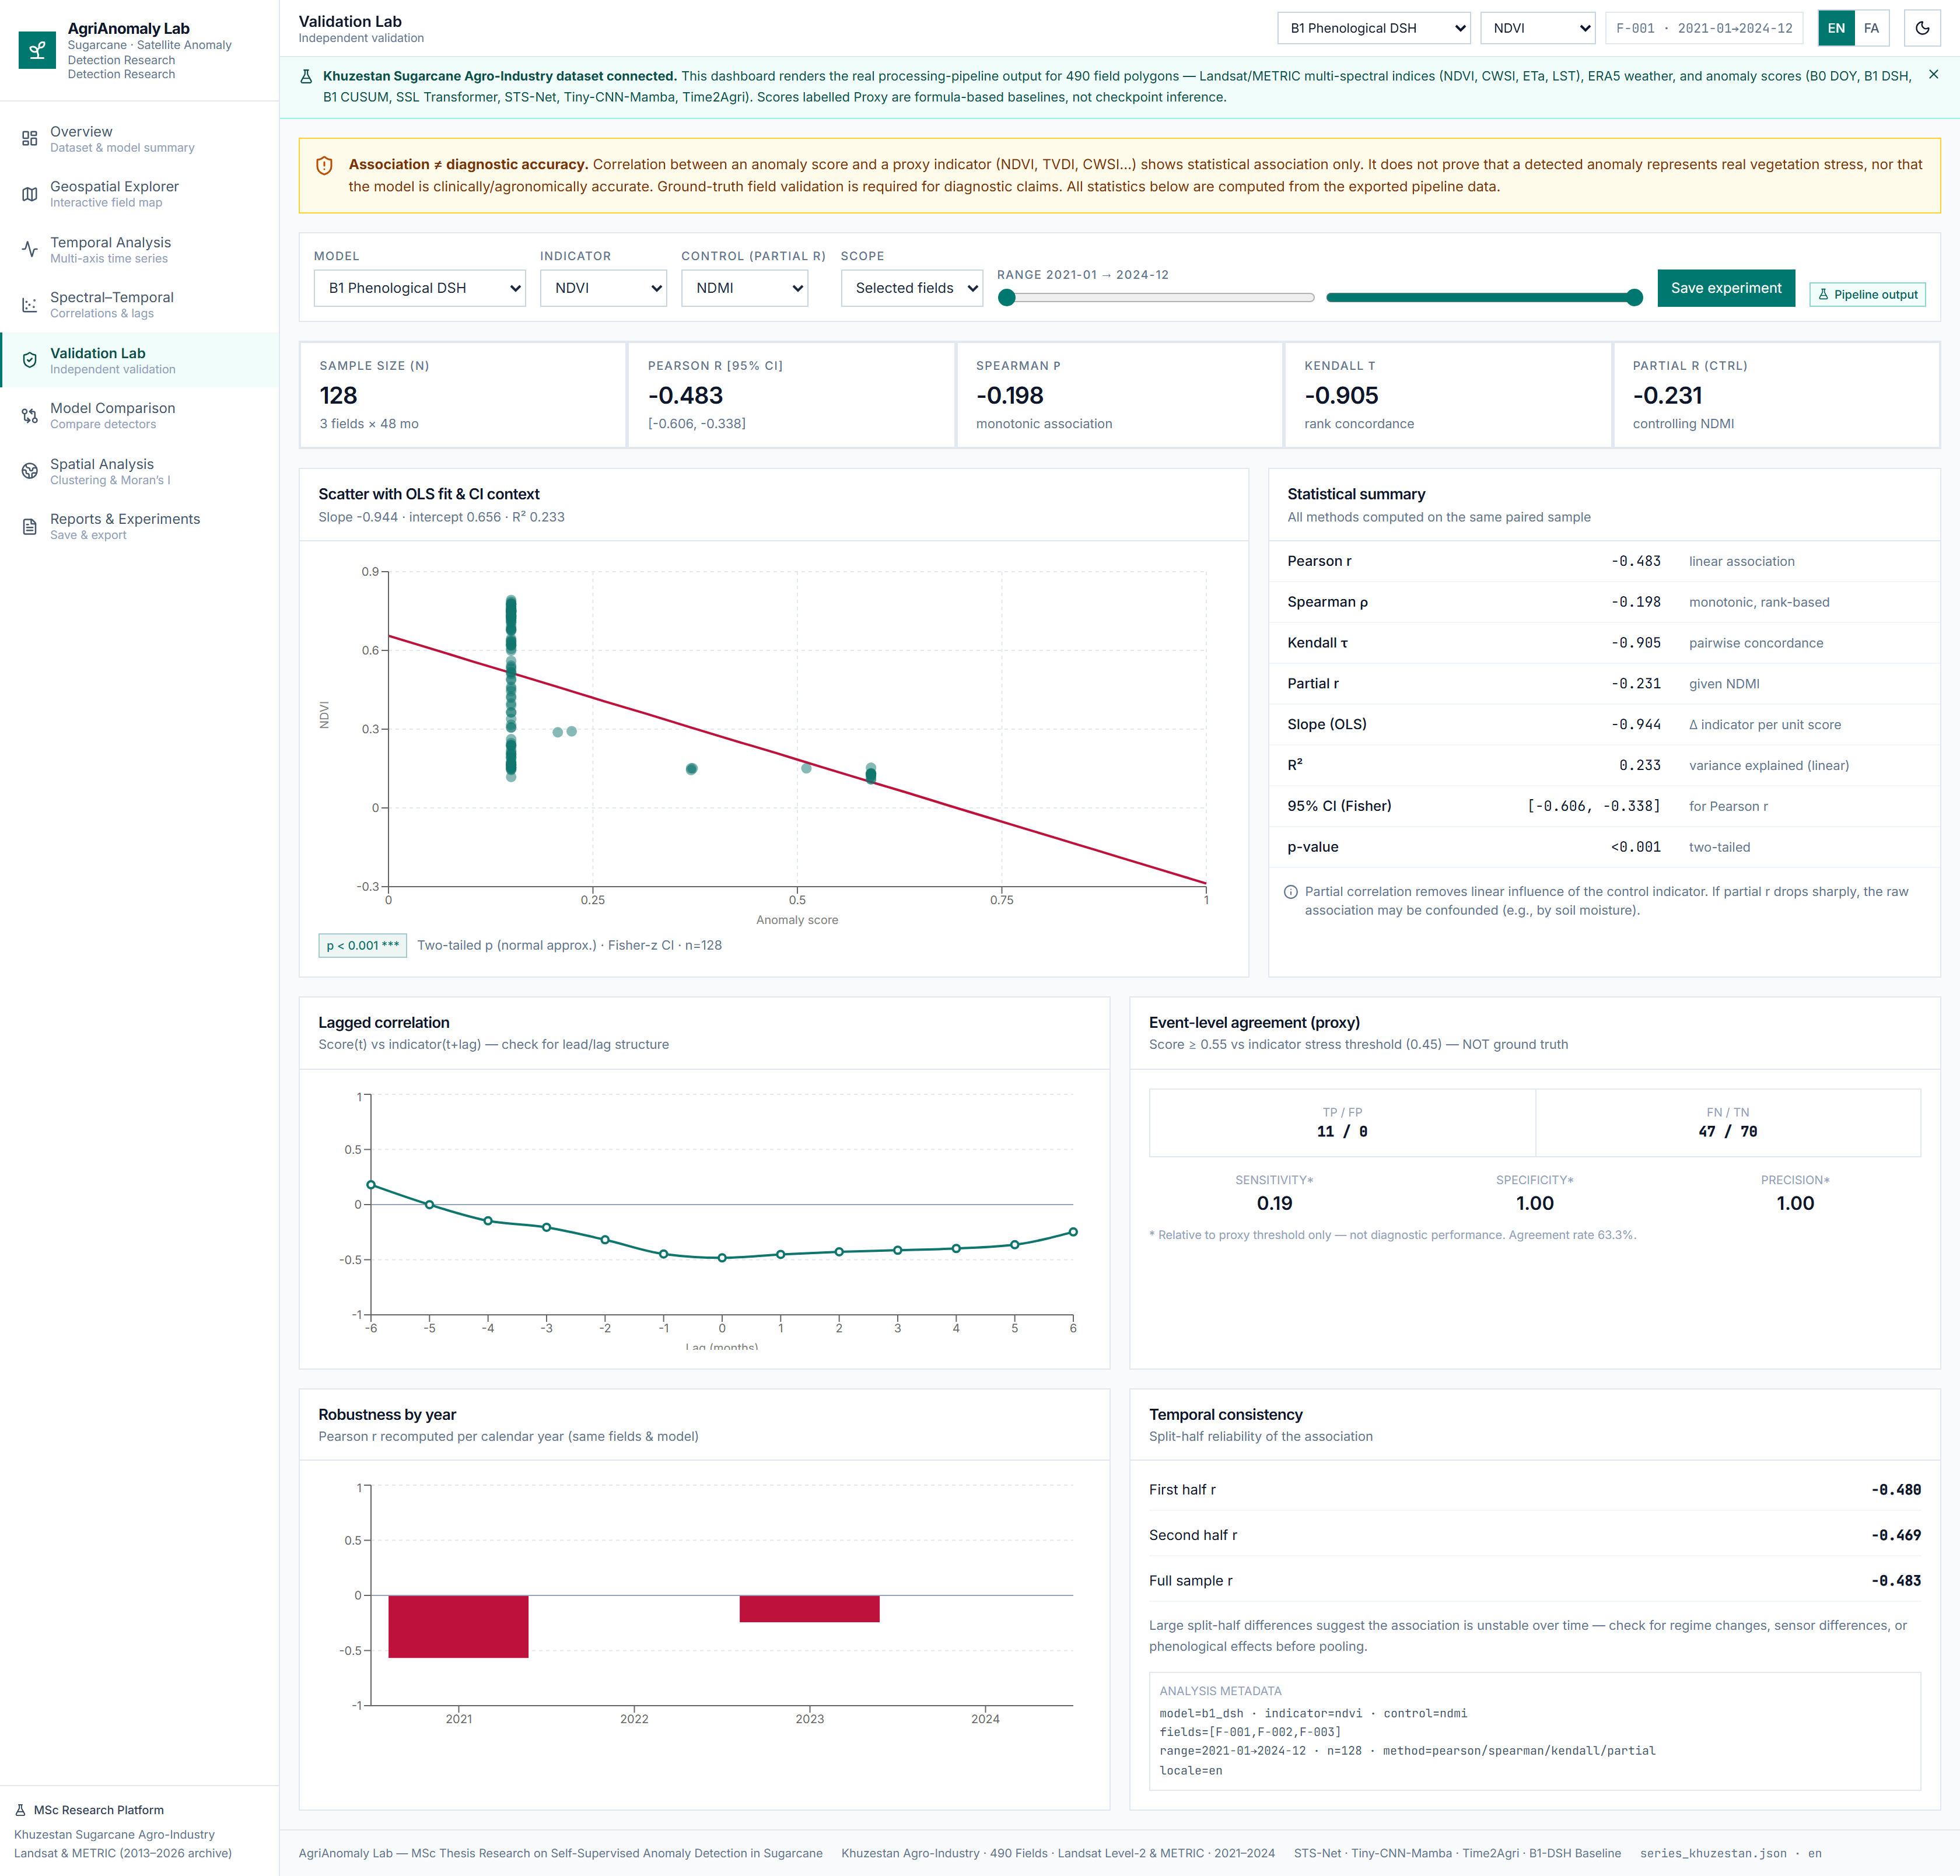 AgriAnomaly Lab
Sugarcane · Satellite Anomaly
Detection Research
Detection Research
Overview
Dataset & model summary
Geospatial Explorer
Interactive field map
Temporal Analysis
Multi-axis time series
Spectral–Temporal
Correlations & lags
Validation Lab
Independent validation
Model Comparison
Compare detectors
Spatial Analysis
Clustering & Moran's I
Reports & Experiments
Save & export
MSc Research Platform
Khuzestan Sugarcane Agro-Industry
Landsat & METRIC (2013–2026 archive)
Validation Lab
Independent validation
B1 Phenological DSH
NDVI
F-001 · 2021-01→2024-12
EN FA
Khuzestan Sugarcane Agro-Industry dataset connected. This dashboard renders the real processing-pipeline output for 490 field polygons — Landsat/METRIC multi-spectral indices (NDVI, CWSI, ETa, LST), ERA5 weather, and anomaly scores (B0 DOY, B1 DSH,
B1 CUSUM, SSL Transformer, STS-Net, Tiny-CNN-Mamba, Time2Agri). Scores labelled Proxy are formula-based baselines, not checkpoint inference.
Association ≠ diagnostic accuracy. Correlation between an anomaly score and a proxy indicator (NDVI, TVDI, CWSI...) shows statistical association only. It does not prove that a detected anomaly represents real vegetation stress, nor that
the model is clinically/agronomically accurate. Ground-truth field validation is required for diagnostic claims. All statistics below are computed from the exported pipeline data.
MODEL INDICATOR CONTROL (PARTIAL R) SCOPE
RANGE 2021-01 → 2024-12
B1 Phenological DSH NDVI NDMI Selected fields Save experiment Pipeline output
SAMPLE SIZE (N)
128
3 fields × 48 mo
PEARSON R [95% CI]
-0.483
[-0.606, -0.338]
SPEARMAN Ρ
-0.198
monotonic association
KENDALL Τ
-0.905
rank concordance
PARTIAL R (CTRL)
-0.231
controlling NDMI
Scatter with OLS fit & CI context
Slope -0.944 · intercept 0.656 · R² 0.233
0.9
0.6
0.3
0
-0.3
NDVI
0 0.25 0.5 0.75 1
Anomaly score
p < 0.001 *** Two-tailed p (normal approx.) · Fisher-z CI · n=128
Statistical summary
All methods computed on the same paired sample
Pearson r -0.483 linear association
Spearman ρ -0.198 monotonic, rank-based
Kendall τ -0.905 pairwise concordance
Partial r -0.231 given NDMI
Slope (OLS) -0.944 Δ indicator per unit score
R² 0.233 variance explained (linear)
95% CI (Fisher) [-0.606, -0.338] for Pearson r
p-value <0.001 two-tailed
Partial correlation removes linear influence of the control indicator. If partial r drops sharply, the raw
association may be confounded (e.g., by soil moisture).
Lagged correlation
Score(t) vs indicator(t+lag) — check for lead/lag structure
1
0.5
0
-0.5
-1
-6 -5 -4 -3 -2 -1 0 1 2 3 4 5 6
Lag (months)
Event-level agreement (proxy)
Score ≥ 0.55 vs indicator stress threshold (0.45) — NOT ground truth
TP / FP
11 / 0
FN / TN
47 / 70
SENSITIVITY* SPECIFICITY* PRECISION*
0.19 1.00 1.00
* Relative to proxy threshold only — not diagnostic performance. Agreement rate 63.3%.
Robustness by year
Pearson r recomputed per calendar year (same fields & model)
1
0.5
0
-0.5
-1
2021 2022 2023 2024
Temporal consistency
Split-half reliability of the association
First half r -0.480
Second half r -0.469
Full sample r -0.483
Large split-half differences suggest the association is unstable over time — check for regime changes, sensor differences, or
phenological effects before pooling.
ANALYSIS METADATA
model=b1_dsh · indicator=ndvi · control=ndmi
fields=[F-001,F-002,F-003]
range=2021-01→2024-12 · n=128 · method=pearson/spearman/kendall/partial
locale=en
AgriAnomaly Lab — MSc Thesis Research on Self-Supervised Anomaly Detection in Sugarcane Khuzestan Agro-Industry · 490 Fields · Landsat Level-2 & METRIC · 2021–2024 STS-Net · Tiny-CNN-Mamba · Time2Agri · B1-DSH Baseline series_khuzestan.json · en